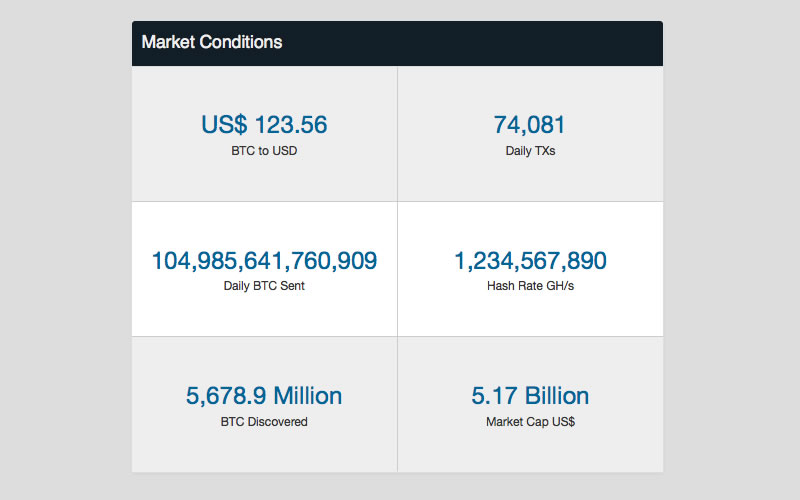 Market Conditions
US$ 123.56
BTC to USD
74,081
Daily TXs
104,985,641,760,909
Daily BTC Sent
1,234,567,890
Hash Rate GH/s
5,678.9 Million
BTC Discovered
5.17 Billion
Market Cap US$